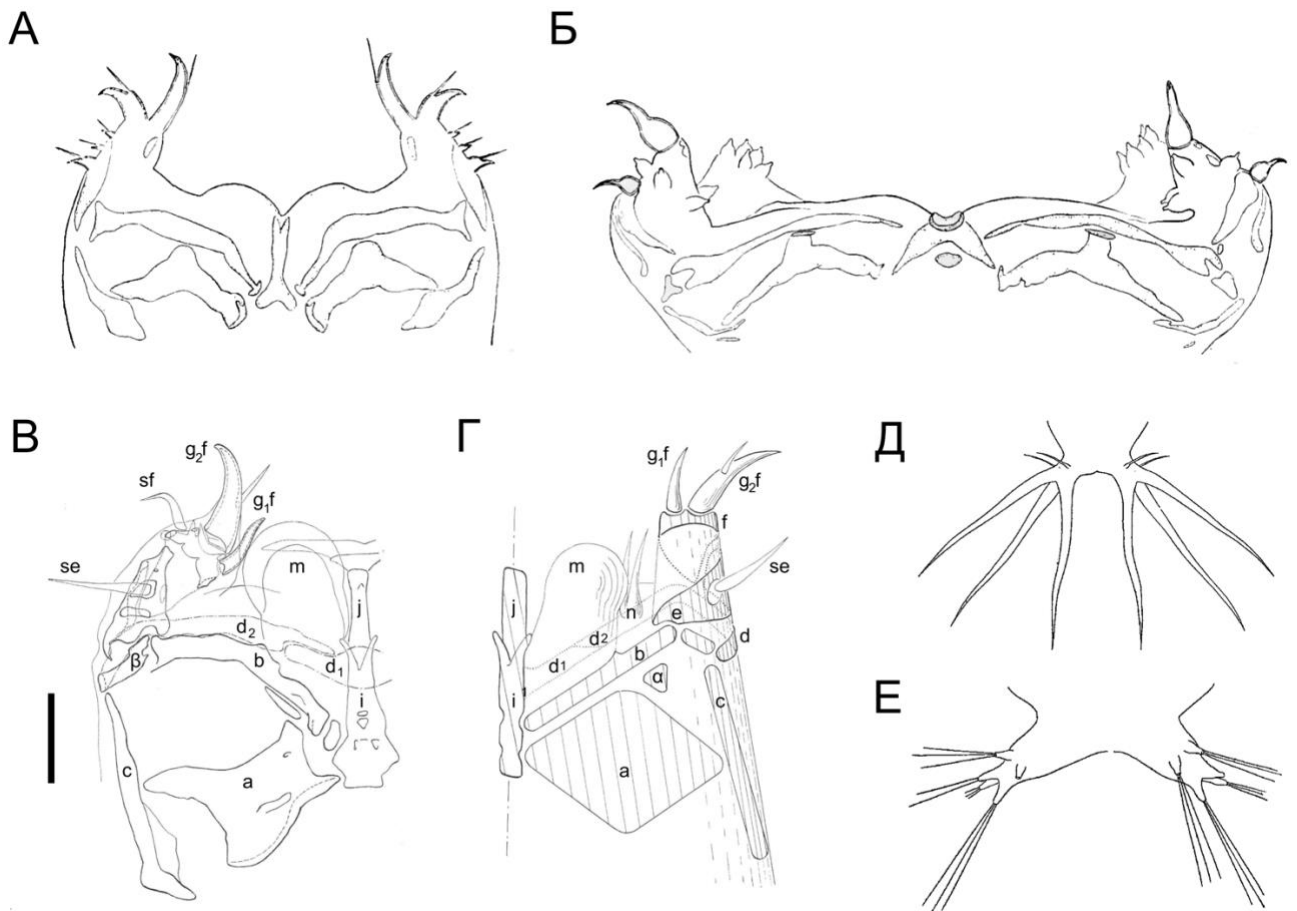 А
Б
В
g2f
sf
g1f
se
m
j
d2
β
b
d1
i
c
a
Г
g1f
g2f
f
m
se
j
n
e
d2
d
d1
b
α
i
c
a
Д
Е